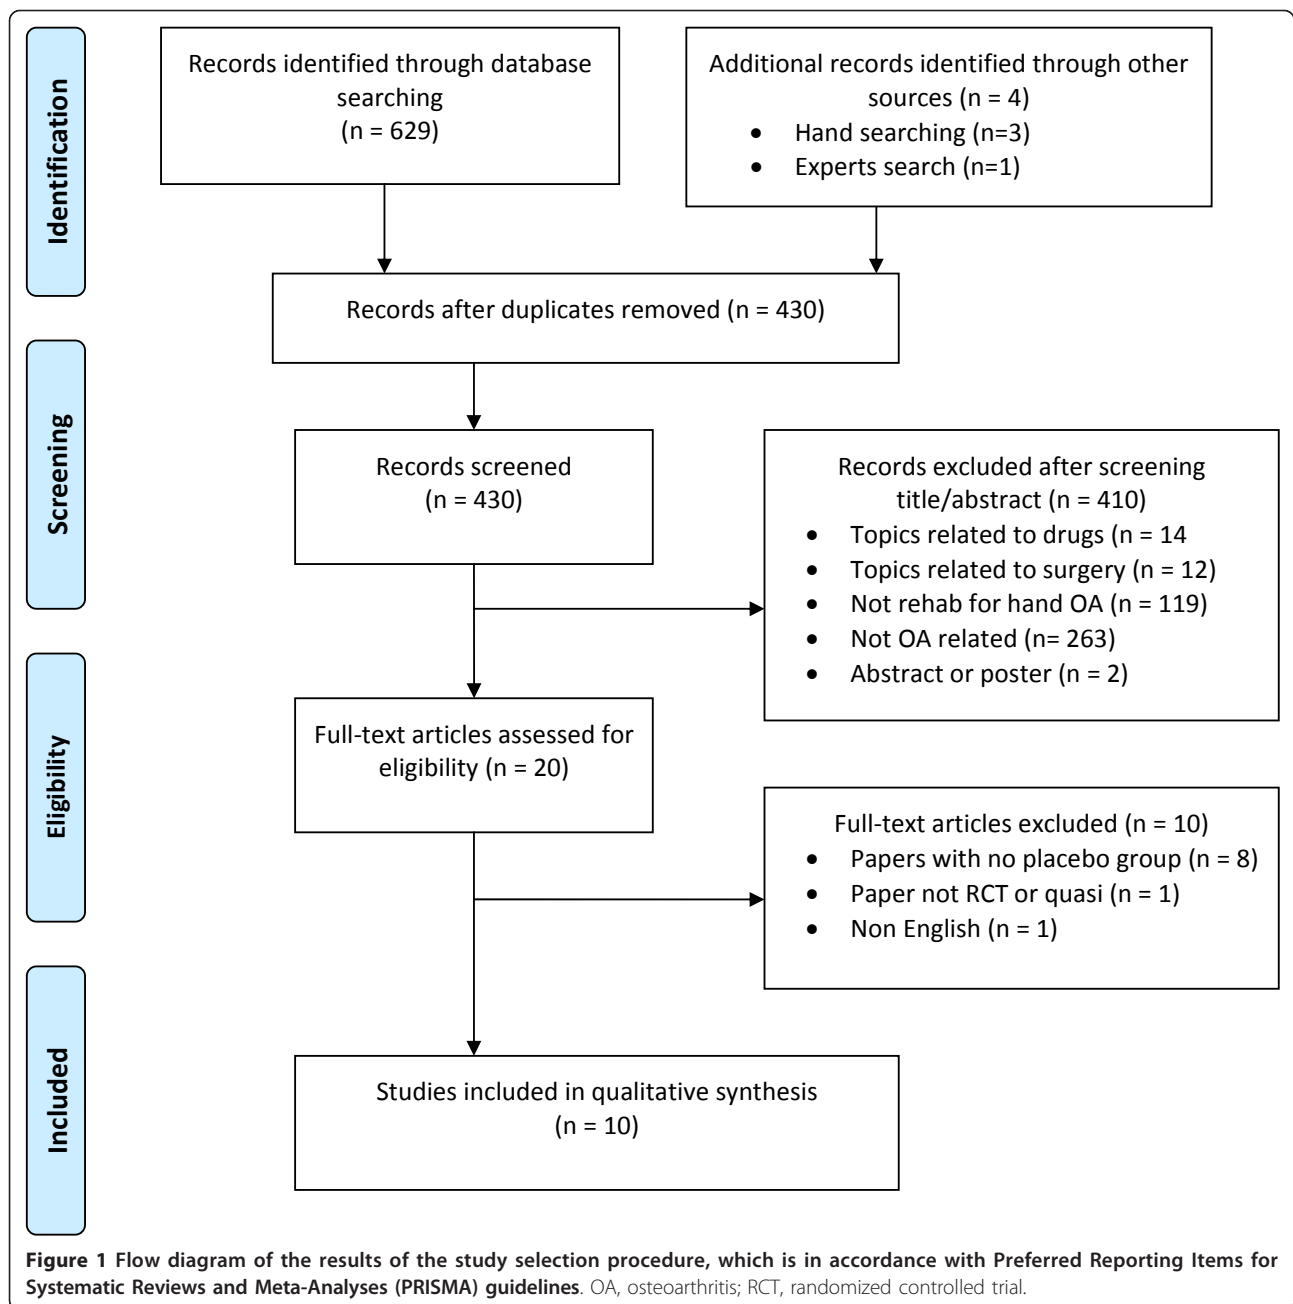 Identification
Records identified through database
searching
(n = 629)
Additional records identified through other
sources (n = 4)
• Hand searching (n=3)
• Experts search (n=1)
Records after duplicates removed (n = 430)
Screening
Records screened
(n = 430)
Records excluded after screening
title/abstract (n = 410)
• Topics related to drugs (n = 14
• Topics related to surgery (n = 12)
• Not rehab for hand OA (n = 119)
• Not OA related (n= 263)
• Abstract or poster (n = 2)
Eligibility
Full-text articles assessed for
eligibility (n = 20)
Full-text articles excluded (n = 10)
• Papers with no placebo group (n = 8)
• Paper not RCT or quasi (n = 1)
• Non English (n = 1)
Included
Studies included in qualitative synthesis
(n = 10)
Figure 1 Flow diagram of the results of the study selection procedure, which is in accordance with Preferred Reporting Items for
Systematic Reviews and Meta-Analyses (PRISMA) guidelines. OA, osteoarthritis; RCT, randomized controlled trial.